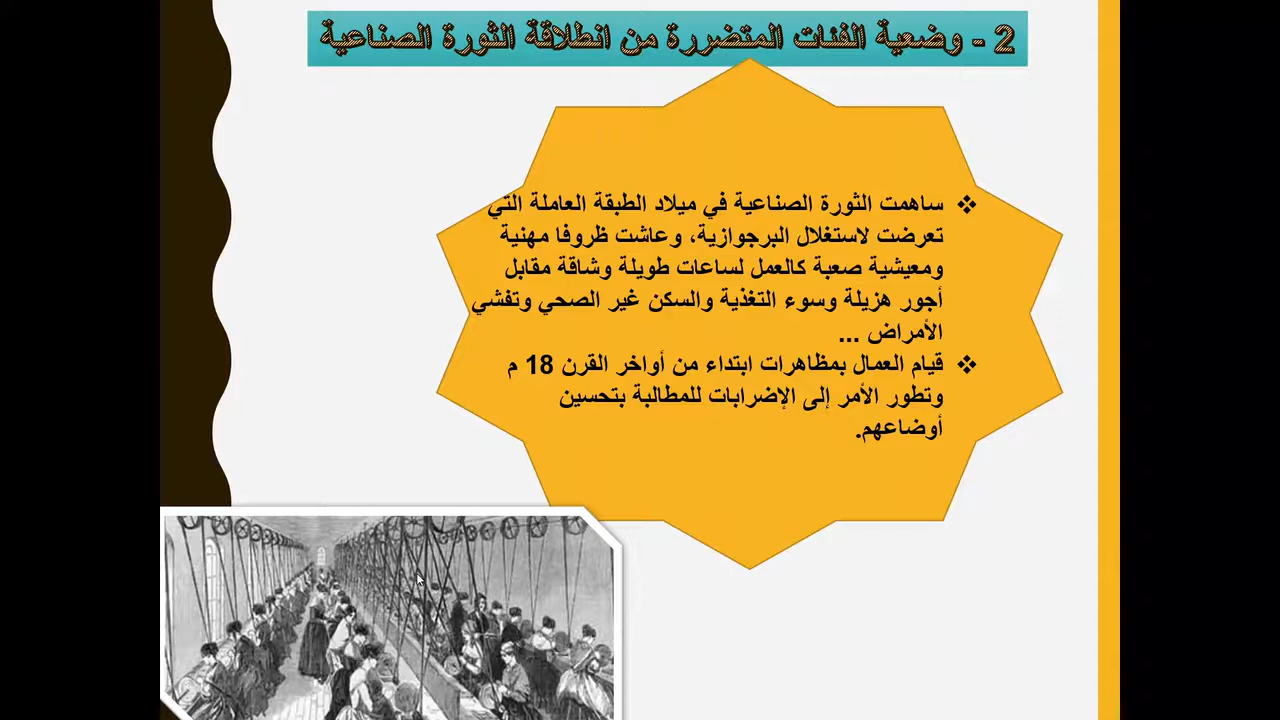 2 - وضعية الفئات المتضررة من انطلاقة الثورة الصناعية
❖ ساهمت الثورة الصناعية في ميلاد الطبقة العاملة التي
تعرضت لاستغلال البرجوازية، وعاشت ظروفا مهنية
ومعيشية صعبة كالعمل لساعات طويلة وشاقة مقابل
أجور هزيلة وسوء التغذية والسكن غير الصحي وتفشي
الأمراض ...
❖ قيام العمال بمظاهرات ابتداء من أواخر القرن 18 م
وتطور الأمر إلى الإضرابات للمطالبة بتحسين
أوضاعهم.